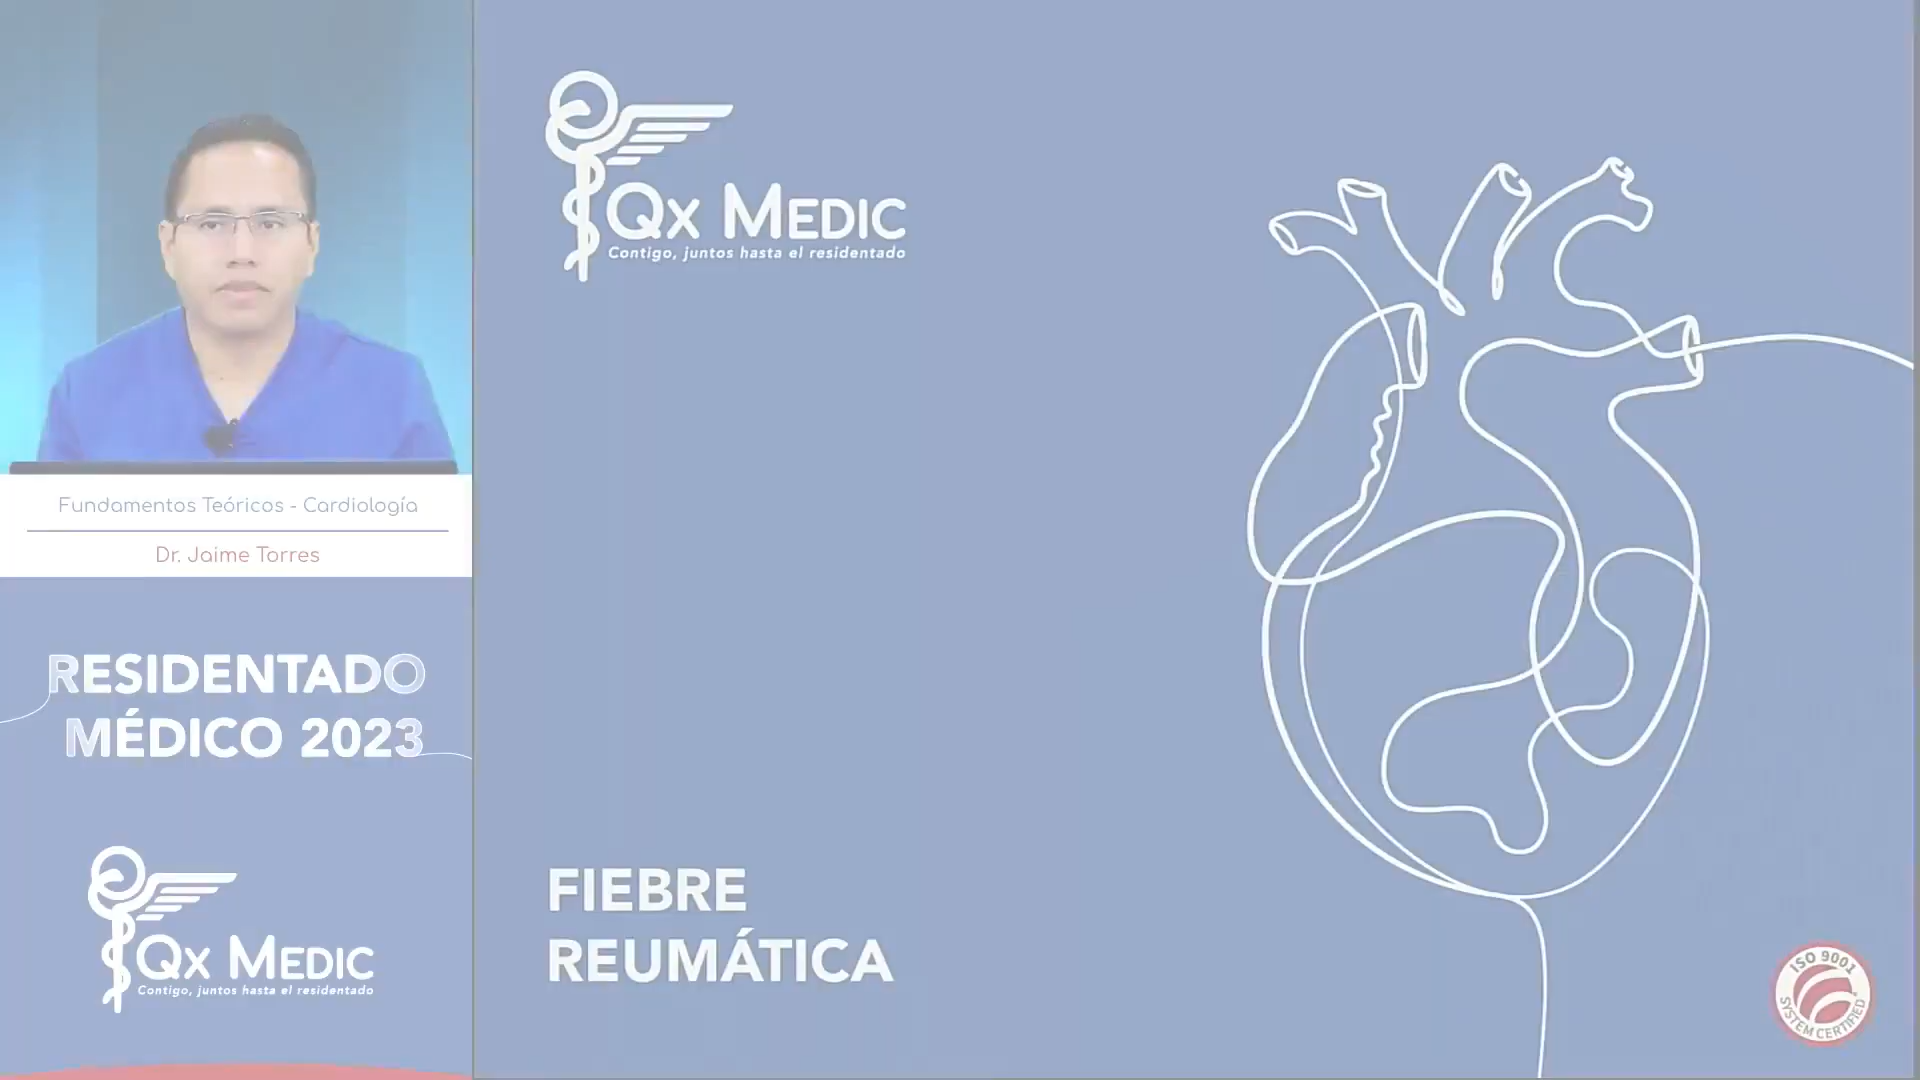 Fundamentos Teóricos - Cardiología
Dr. Jaime Torres
RESIDENTADO
MÉDICO 2023
QX MEDIC
Contigo, juntos hasta el residentado
QX MEDIC
Contigo, juntos hasta el residentado
FIEBRE
REUMÁTICA
ISO 9001
SYSTEM CERTIFIED